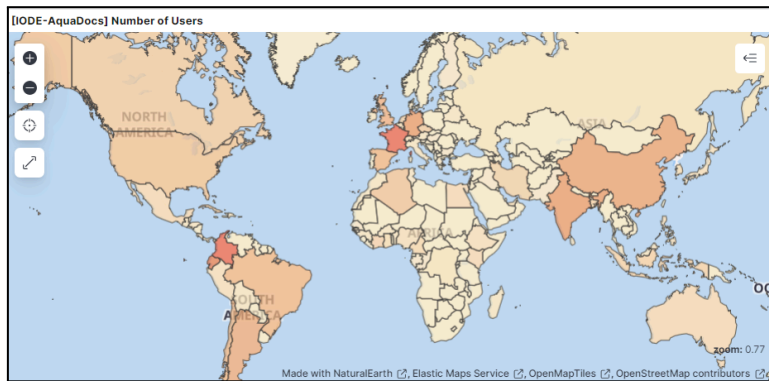 [IODE-AquaDocs] Number of Users
NORTH
AMERICA
ASIA
AFRICA
SOUTH
AMERICA
OC
zoom: 0.77
Made with NaturalEarth , Elastic Maps Service , OpenMapTiles , OpenStreetMap contributors